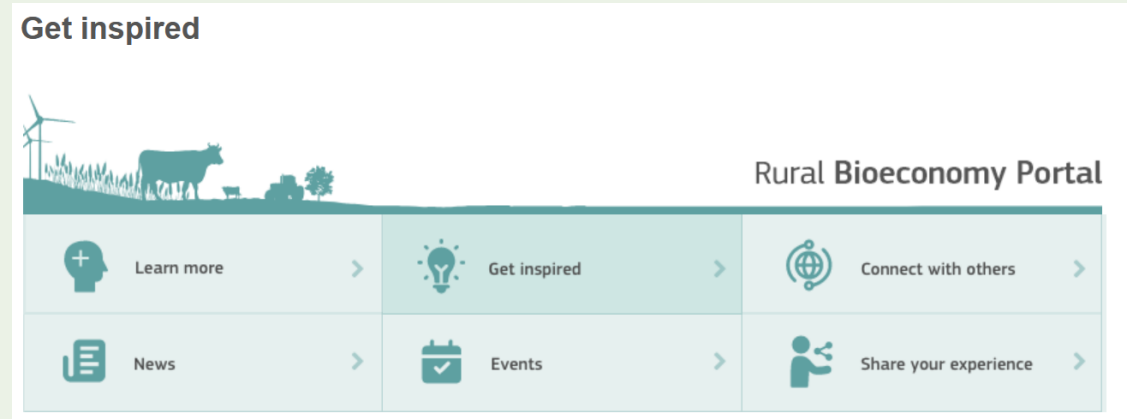 Get inspired
Rural Bioeconomy Portal
Learn more
Get inspired
Connect with others
News
Events
Share your experience